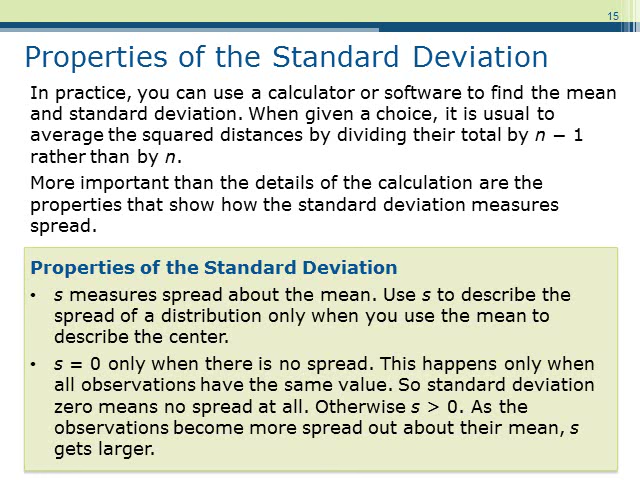 15
Properties of the Standard Deviation
In practice, you can use a calculator or software to find the mean
and standard deviation. When given a choice, it is usual to
average the squared distances by dividing their total by n − 1
rather than by n.
More important than the details of the calculation are the
properties that show how the standard deviation measures
spread.
Properties of the Standard Deviation
• s measures spread about the mean. Use s to describe the
spread of a distribution only when you use the mean to
describe the center.
• s = 0 only when there is no spread. This happens only when
all observations have the same value. So standard deviation
zero means no spread at all. Otherwise s > 0. As the
observations become more spread out about their mean, s
gets larger.